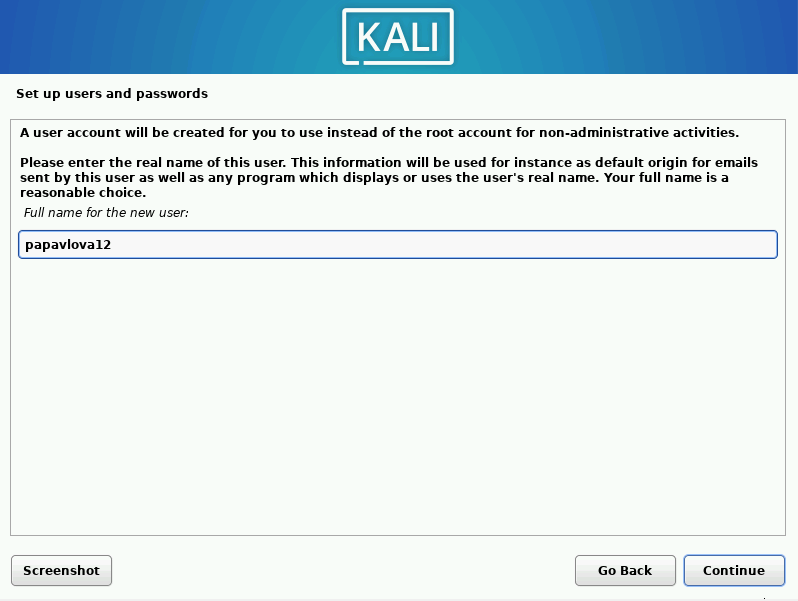 KALI
Set up users and passwords
A user account will be created for you to use instead of the root account for non-administrative activities.
Please enter the real name of this user. This information will be used for instance as default origin for emails
sent by this user as well as any program which displays or uses the user's real name. Your full name is a
reasonable choice.
Full name for the new user:
papavlova12
Screenshot
Go Back
Continue